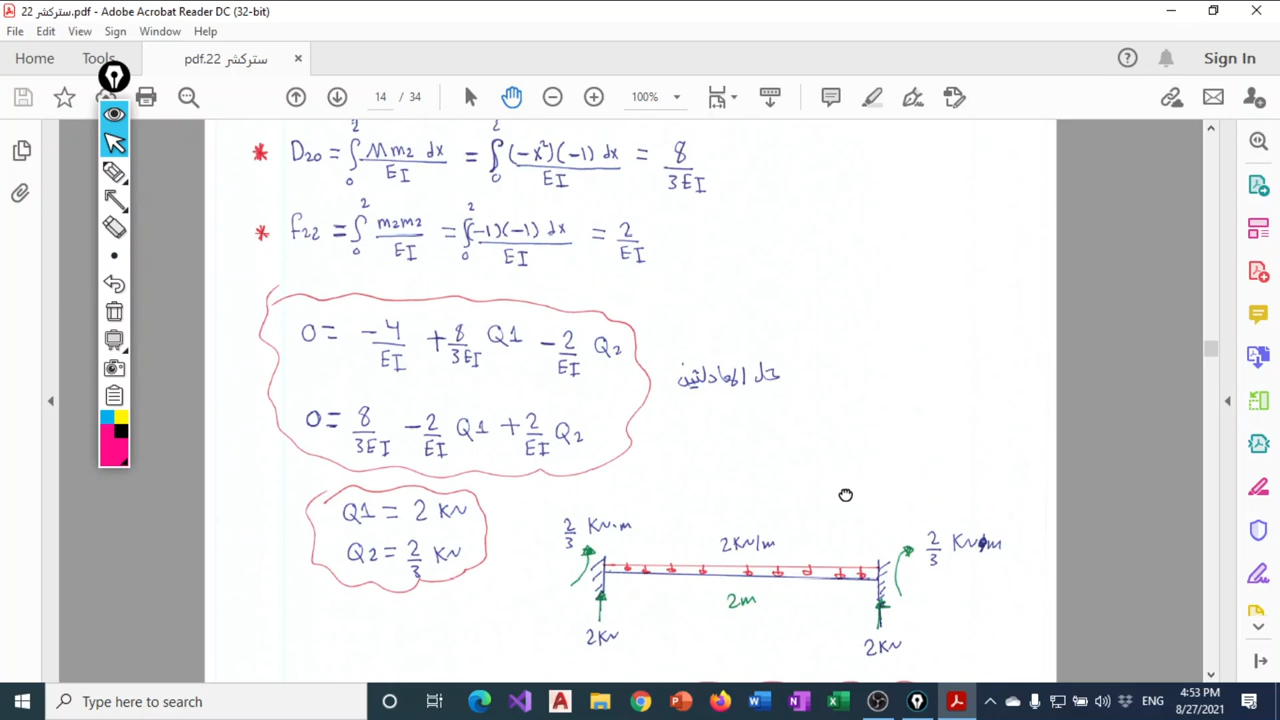 ستركشر 22.pdf - Adobe Acrobat Reader DC (32-bit)
File Edit View Sign Window Help
Home Tools ستركشر 22.pdf × Sign In
14 / 34 100%
* D20 = ∫₀² Mm2 dx / EI = ∫₀² (-x²)(-1) dx / EI = 8 / 3EI
* f22 = ∫₀² m2m2 / EI = ∫₀² (-1)(-1) dx / EI = 2 / EI
0 = -4/EI + 8/3EI Q1 - 2/EI Q2
حل المعادلتين
0 = 8/3EI - 2/EI Q1 + 2/EI Q2
Q1 = 2 KN
Q2 = 2/3 KN
2/3 KN.m
2KN/m
2/3 KN.m
2m
2KN
2KN
Type here to search
ENG
4:53 PM
8/27/2021